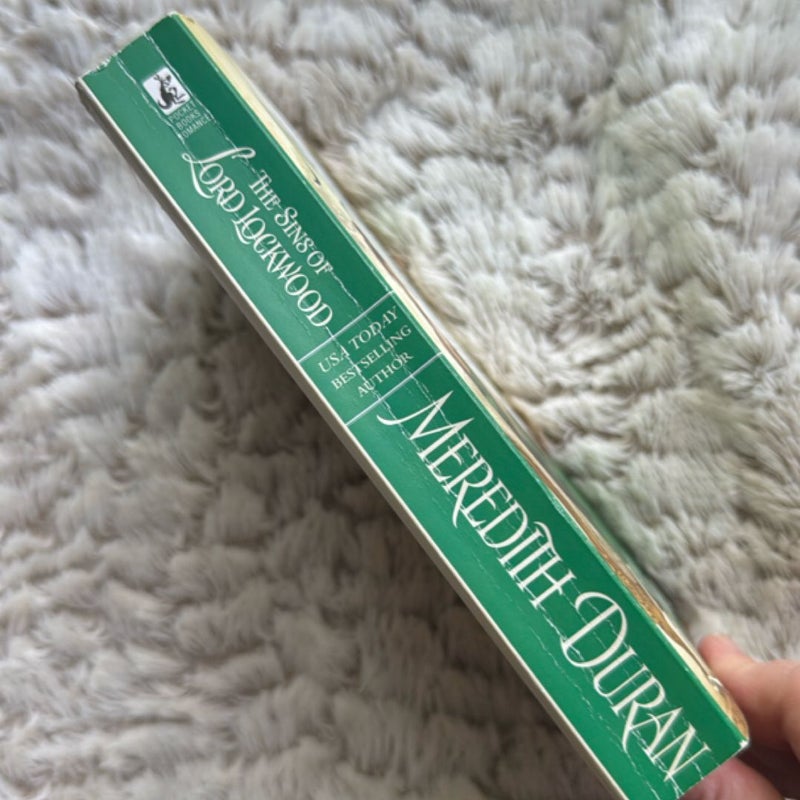 POCKET
BOOKS
ROMANCE
THE SINS OF
LORD LOCKWOOD
USA TODAY
BESTSELLING
AUTHOR
MEREDITH DURAN